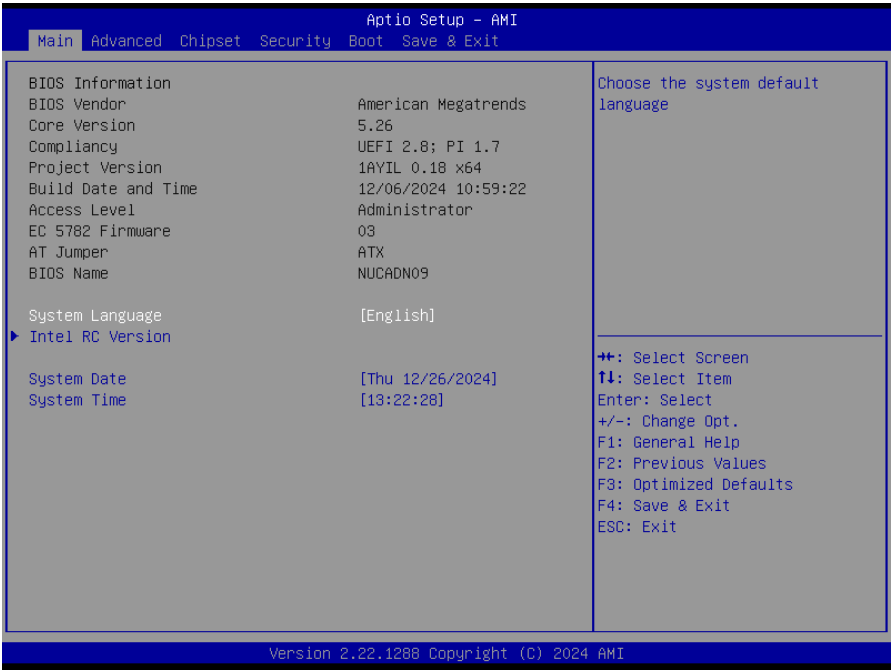 Aptio Setup - AMI
Main Advanced Chipset Security Boot Save & Exit
BIOS Information
BIOS Vendor American Megatrends
Core Version 5.26
Compliancy UEFI 2.8; PI 1.7
Project Version 1AYIL 0.18 x64
Build Date and Time 12/06/2024 10:59:22
Access Level Administrator
EC 5782 Firmware 03
AT Jumper ATX
BIOS Name NUCADN09
System Language [English]
Intel RC Version
System Date [Thu 12/26/2024]
System Time [13:22:28]
Choose the system default
language
→←: Select Screen
↑↓: Select Item
Enter: Select
+/-: Change Opt.
F1: General Help
F2: Previous Values
F3: Optimized Defaults
F4: Save & Exit
ESC: Exit
Version 2.22.1288 Copyright (C) 2024 AMI